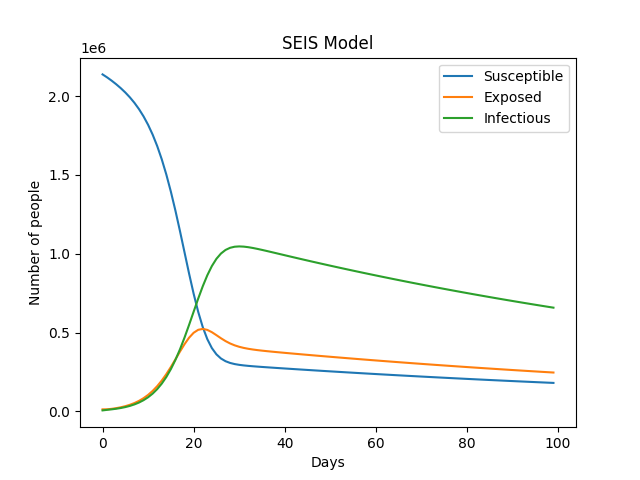 SEIS Model
1e6
Susceptible
Exposed
Infectious
2.0
1.5
1.0
0.5
0.0
Number of people
0 20 40 60 80 100
Days